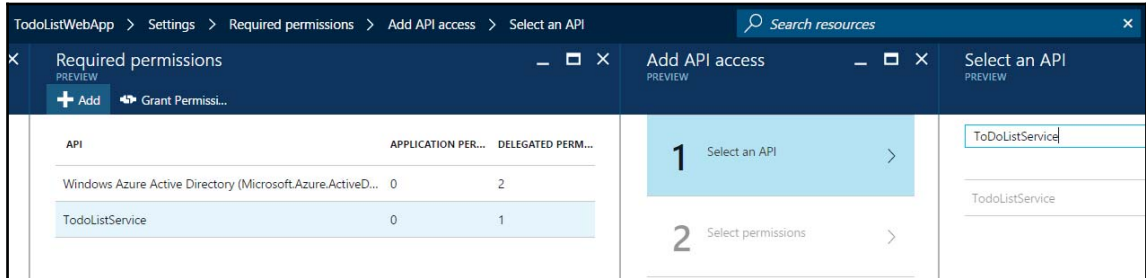 TodoListWebApp > Settings > Required permissions > Add API access > Select an API
Search resources
Required permissions
PREVIEW
Add
Grant Permissi...
API APPLICATION PER... DELEGATED PERM...
Windows Azure Active Directory (Microsoft.Azure.ActiveD... 0 2
TodoListService 0 1
Add API access
PREVIEW
1 Select an API
2 Select permissions
Select an API
PREVIEW
ToDoListService
TodoListService